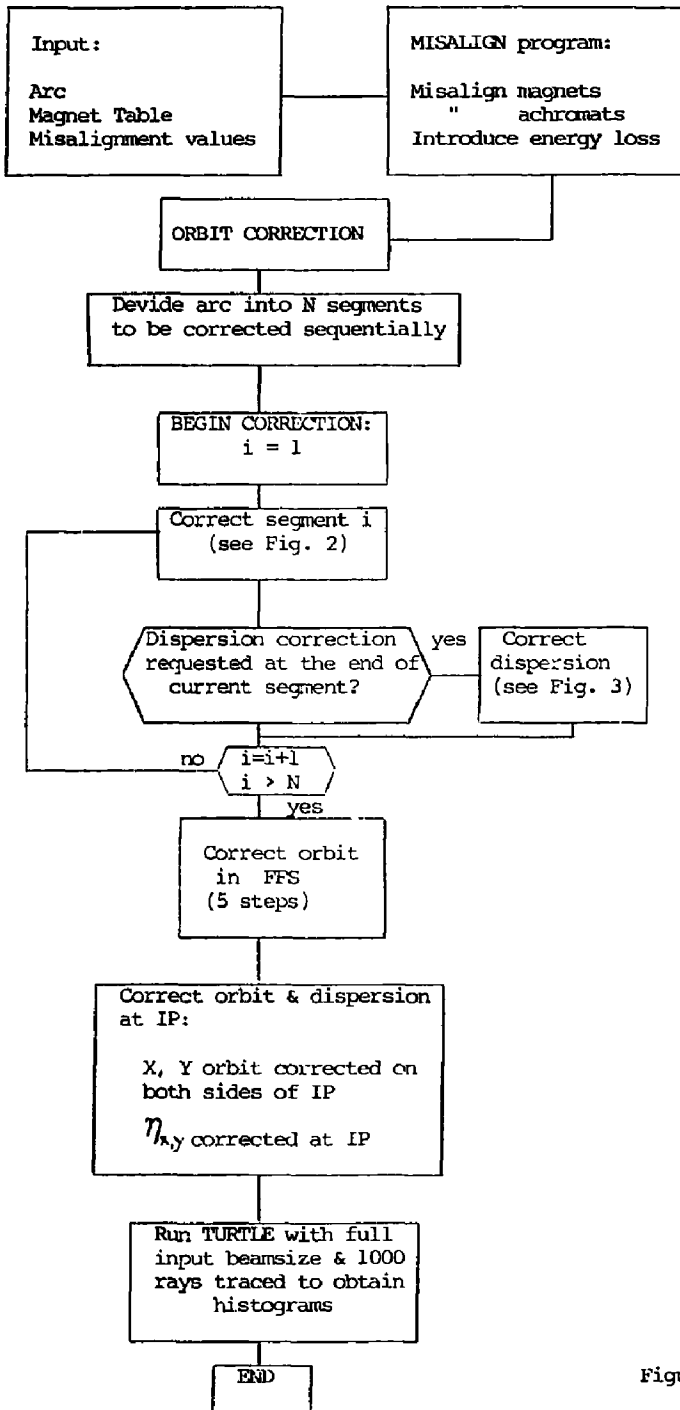 Input:
Arc
Magnet Table
Misalignment values
MISALIGN program:
Misalign magnets
" achromats
Introduce energy loss
ORBIT CORRECTION
Devide arc into N segments
to be corrected sequentially
BEGIN CORRECTION:
i = 1
Correct segment i
(see Fig. 2)
Dispersion correction
requested at the end of
current segment?
yes
Correct
dispersion
(see Fig. 3)
no
i=i+1
i > N
yes
Correct orbit
in FFS
(5 steps)
Correct orbit & dispersion
at IP:
X, Y orbit corrected on
both sides of IP
η x,y corrected at IP
Run TURTLE with full
input beamsize & 1000
rays traced to obtain
histograms
END
Figu